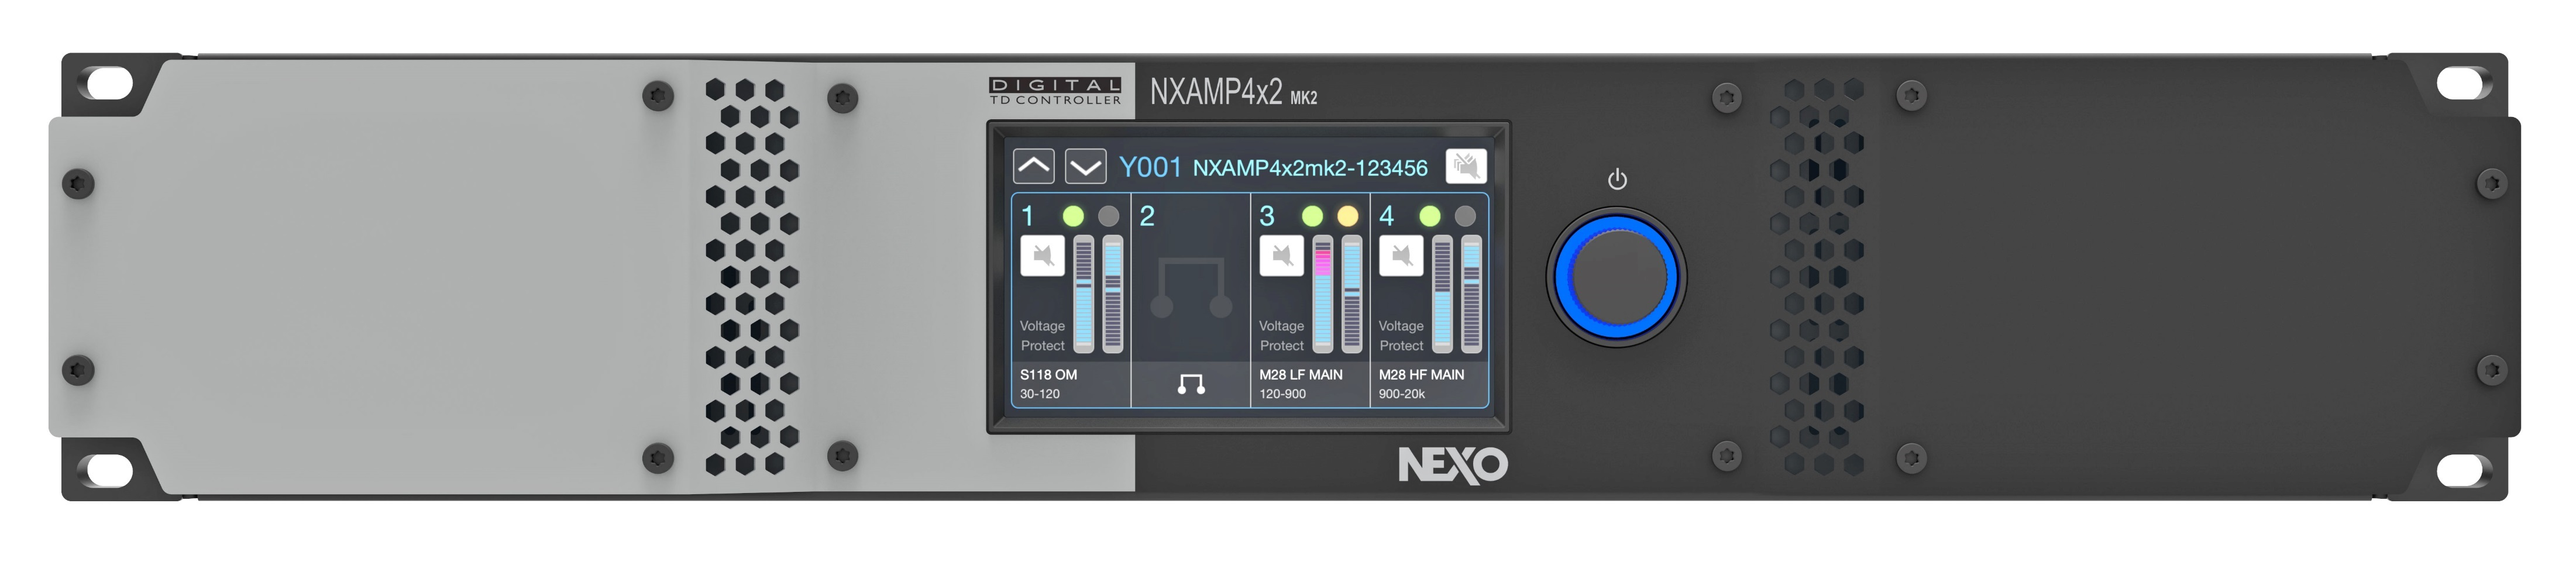 DIGITAL
TD CONTROLLER
NXAMP4x2 MK2
Y001 NXAMP4x2mk2-123456
1
2
3
4
Voltage
Protect
Voltage
Protect
Voltage
Protect
S118 OM
30-120
M28 LF MAIN
120-900
M28 HF MAIN
900-20k
NEXO